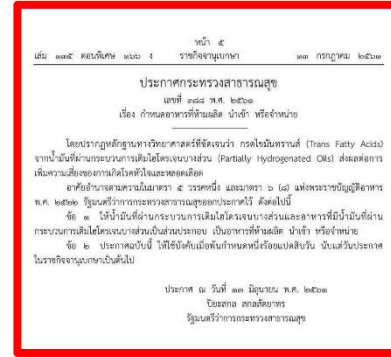 หน้า ๕
เล่ม ๑๓๕ ตอนพิเศษ ๑๖๖ ง ราชกิจจานุเบกษา ๑๓ กรกฎาคม ๒๕๖๑
ประกาศกระทรวงสาธารณสุข
เลขที่ ๓๘๘ พ.ศ. ๒๕๖๑
เรื่อง กำหนดอาหารที่ห้ามผลิต นำเข้า หรือจำหน่าย
โดยปรากฏหลักฐานทางวิทยาศาสตร์ที่ชัดเจนว่า กรดไขมันทรานส์ (Trans Fatty Acids)
จากน้ำมันที่ผ่านกระบวนการเติมไฮโดรเจนบางส่วน (Partially Hydrogenated Oils) ส่งผลต่อการ
เพิ่มความเสี่ยงของการเกิดโรคหัวใจและหลอดเลือด
อาศัยอำนาจตามความในมาตรา ๕ วรรคหนึ่ง และมาตรา ๖ (๘) แห่งพระราชบัญญัติอาหาร
พ.ศ. ๒๕๒๒ รัฐมนตรีว่าการกระทรวงสาธารณสุขออกประกาศไว้ ดังต่อไปนี้
ข้อ ๑ ให้น้ำมันที่ผ่านกระบวนการเติมไฮโดรเจนบางส่วนและอาหารที่มีน้ำมันที่ผ่าน
กระบวนการเติมไฮโดรเจนบางส่วนเป็นส่วนประกอบ เป็นอาหารที่ห้ามผลิต นำเข้า หรือจำหน่าย
ข้อ ๒ ประกาศฉบับนี้ ให้ใช้บังคับเมื่อพ้นกำหนดหนึ่งร้อยแปดสิบวัน นับแต่วันประกาศ
ในราชกิจจานุเบกษาเป็นต้นไป
ประกาศ ณ วันที่ ๑๓ มิถุนายน พ.ศ. ๒๕๖๑
ปิยะสกล สกลสัตยาทร
รัฐมนตรีว่าการกระทรวงสาธารณสุข